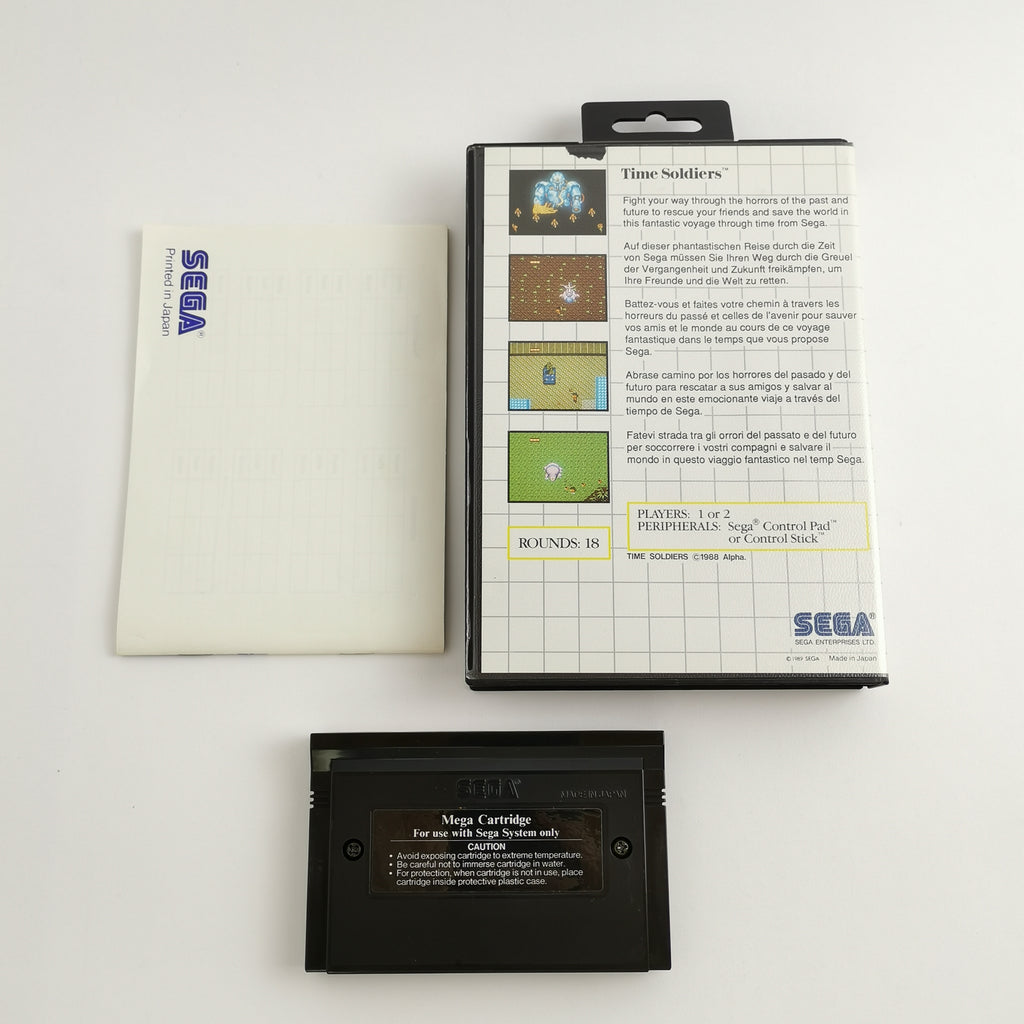 SEGA®
Printed in Japan
Time Soldiers™
Fight your way through the horrors of the past and
future to rescue your friends and save the world in
this fantastic voyage through time from Sega.
Auf dieser phantastischen Reise durch die Zeit
von Sega müssen Sie Ihren Weg durch die Greuel
der Vergangenheit und Zukunft freikämpfen, um
Ihre Freunde und die Welt zu retten.
Battez-vous et faites votre chemin à travers les
horreurs du passé et celles de l'avenir pour sauver
vos amis et le monde au cours de ce voyage
fantastique dans le temps que vous propose
Sega.
Abrase camino por los horrores del pasado y del
futuro para rescatar a sus amigos y salvar al
mundo en este emocionante viaje a través del
tiempo de Sega.
Fatevi strada tra gli orrori del passato e del futuro
per soccorrere i vostri compagni e salvare il
mondo in questo viaggio fantastico nel temp Sega.
ROUNDS: 18
PLAYERS: 1 or 2
PERIPHERALS: Sega® Control Pad™
or Control Stick™
TIME SOLDIERS ©1988 Alpha.
SEGA®
SEGA ENTERPRISES LTD.
©1989 SEGA Made in Japan
SEGA
MADE IN JAPAN
Mega Cartridge
For use with Sega System only
CAUTION
• Avoid exposing cartridge to extreme temperature.
• Be careful not to immerse cartridge in water.
• For protection, when cartridge is not in use, place
cartridge inside protective plastic case.